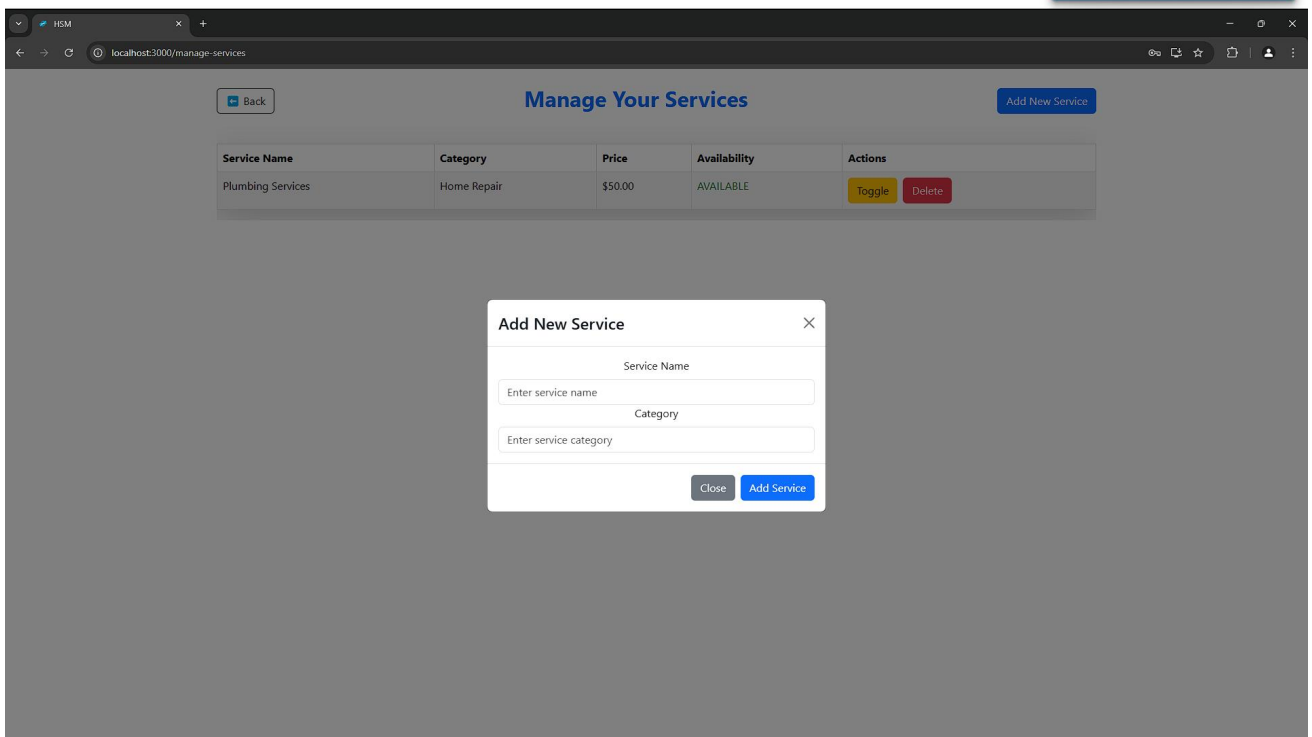 HSM
localhost:3000/manage-services
Back
Manage Your Services
Add New Service
Service Name Category Price Availability Actions
Plumbing Services Home Repair $50.00 AVAILABLE Toggle Delete
Add New Service
Service Name
Enter service name
Category
Enter service category
Close Add Service